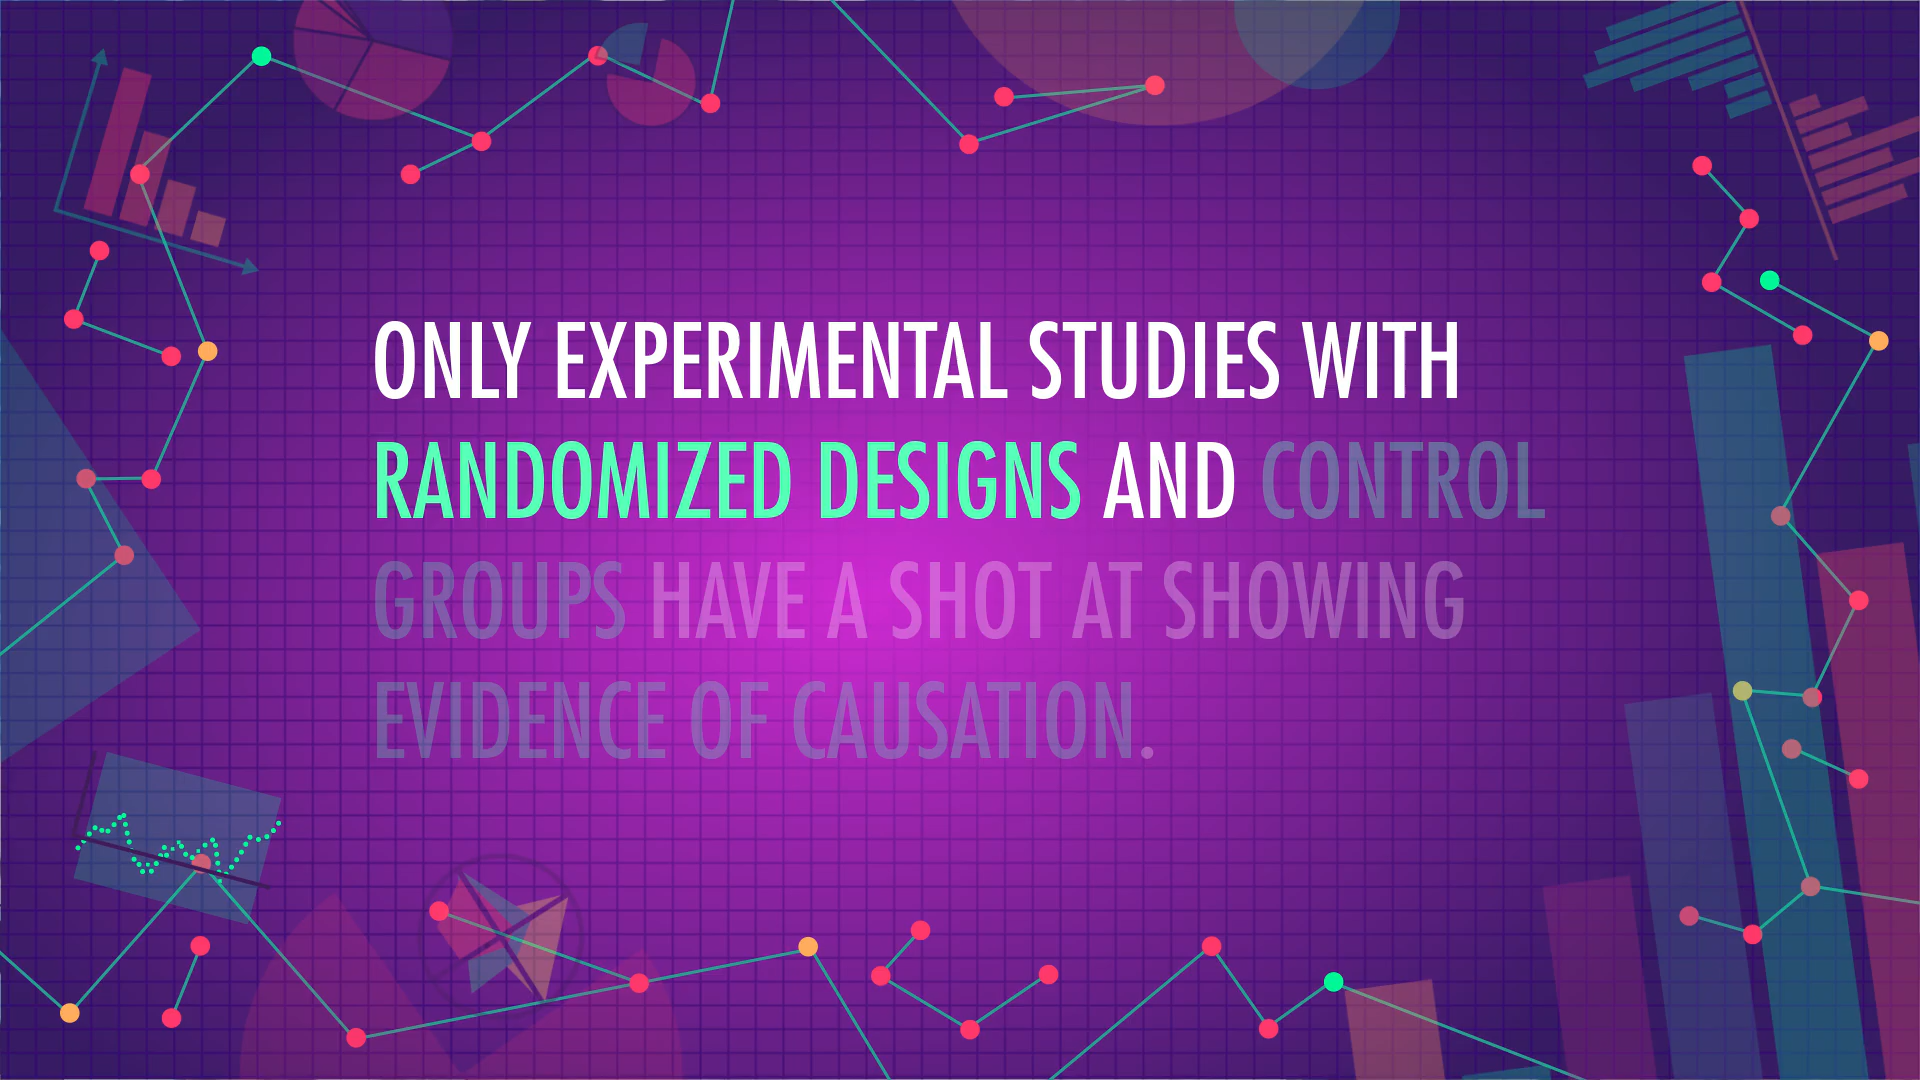 ONLY EXPERIMENTAL STUDIES WITH
RANDOMIZED DESIGNS AND CONTROL
GROUPS HAVE A SHOT AT SHOWING
EVIDENCE OF CAUSATION.